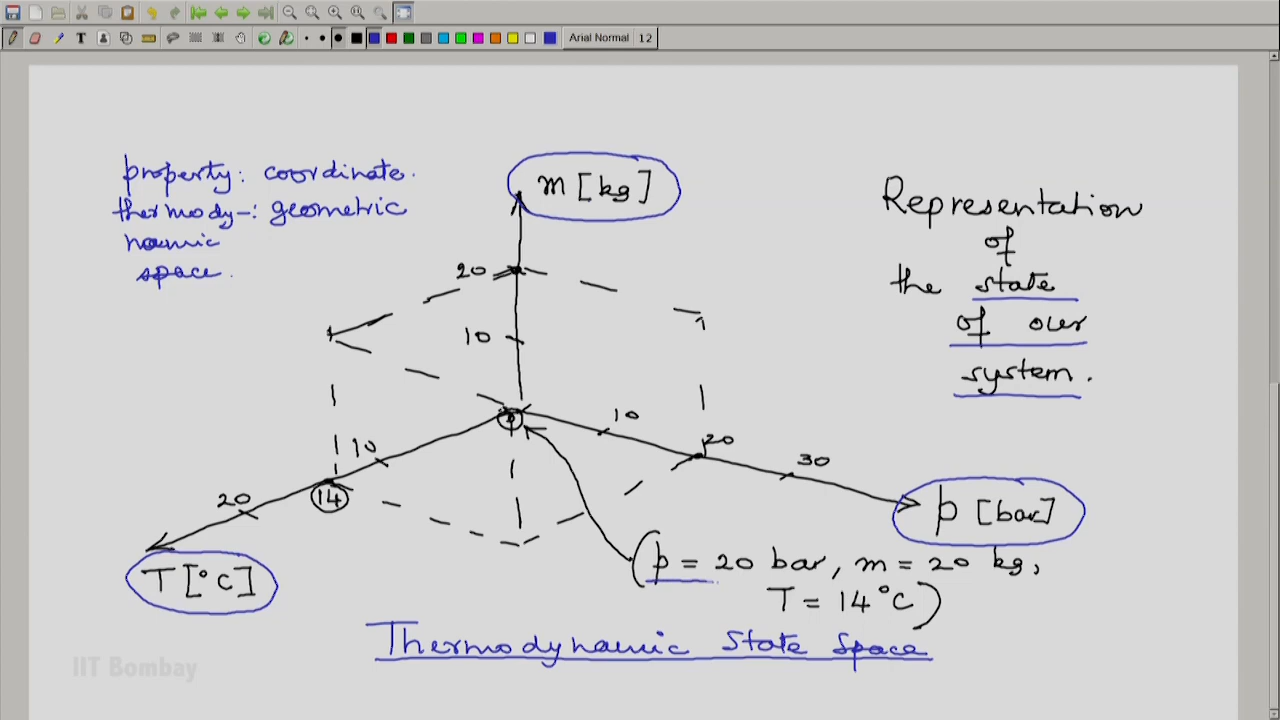 Arial Normal 12
property: coordinate.
thermody-: geometric
namic
space.
m [kg]
Representation
of
the state
of our
system.
20
10
10
20
30
10
14
20
p [bar]
T [°C]
(p = 20 bar, m = 20 kg,
T = 14°C)
Thermodynamic State Space
IIT Bombay